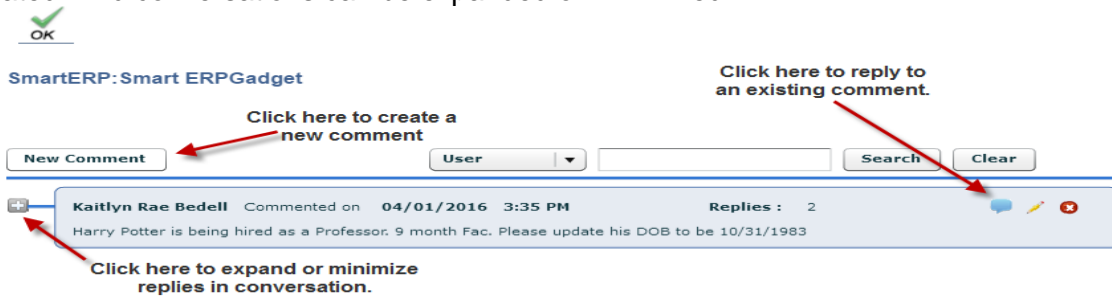 OK
SmartERP:Smart ERPGadget
Click here to reply to
an existing comment.
Click here to create a
new comment
New Comment
User
Search
Clear
Kaitlyn Rae Bedell Commented on 04/01/2016 3:35 PM Replies : 2
Harry Potter is being hired as a Professor. 9 month Fac. Please update his DOB to be 10/31/1983
Click here to expand or minimize
replies in conversation.